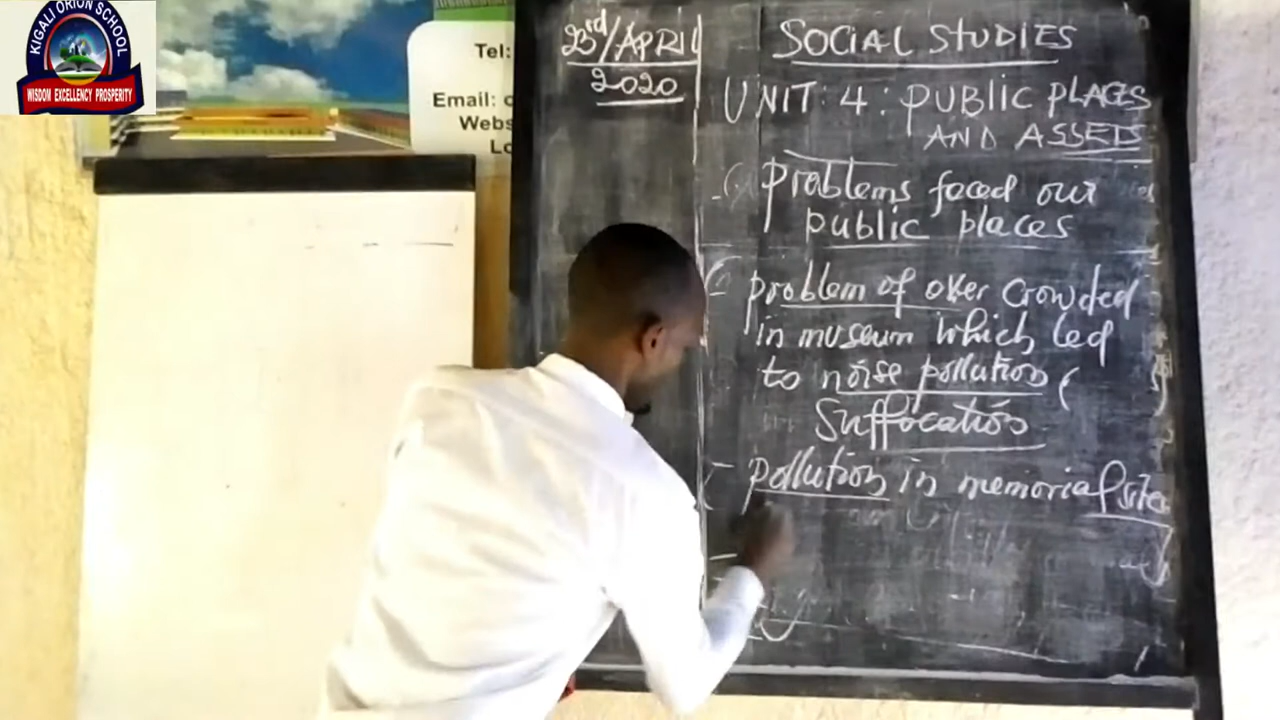 KIGALI ORION SCHOOL
WISDOM EXCELLENCY PROSPERITY
Tel:
Email:
Webs
Lo
23rd/APRIL
2020
SOCIAL STUDIES
UNIT: 4: PUBLIC PLACES
AND ASSETS
Problems faced our
public places
problem of over crowded
in museum which led
to noise pollution (
Suffocation
- pollution in memorial site